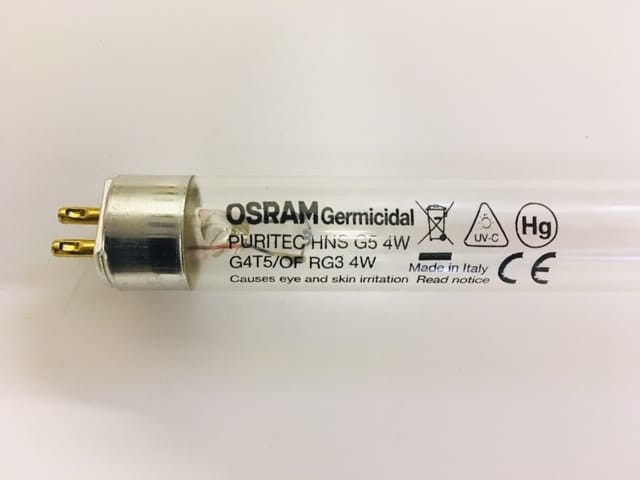 OSRAM Germicidal
PURITEC HNS G5 4W
G4T5/OF RG3 4W
Causes eye and skin irritation
Made in Italy
Read notice
UV-C
Hg
CE